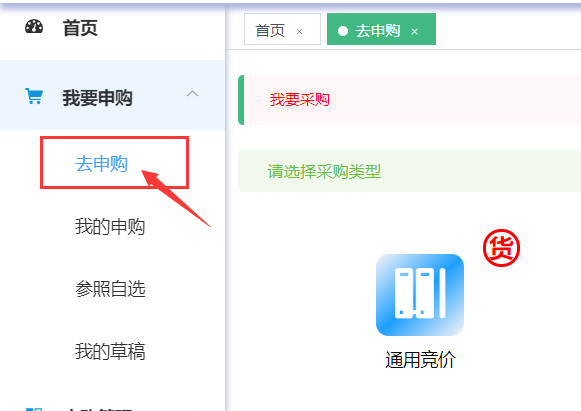 首页
我要申购
去申购
我的申购
参照自选
我的草稿
首页 ×
去申购 ×
我要采购
请选择采购类型
货
通用竞价